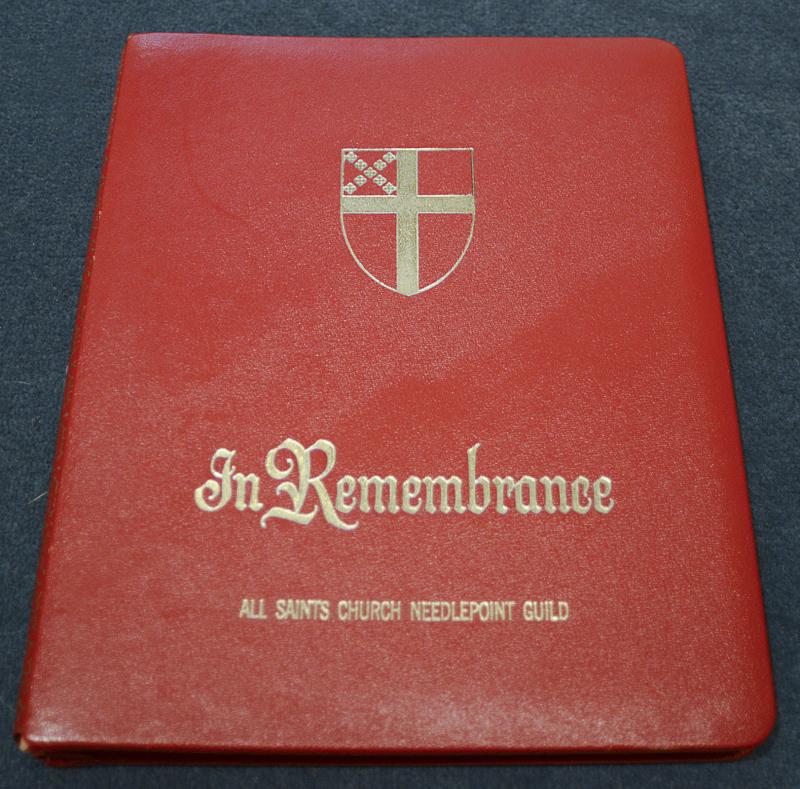 In Remembrance
ALL SAINTS CHURCH NEEDLEPOINT GUILD